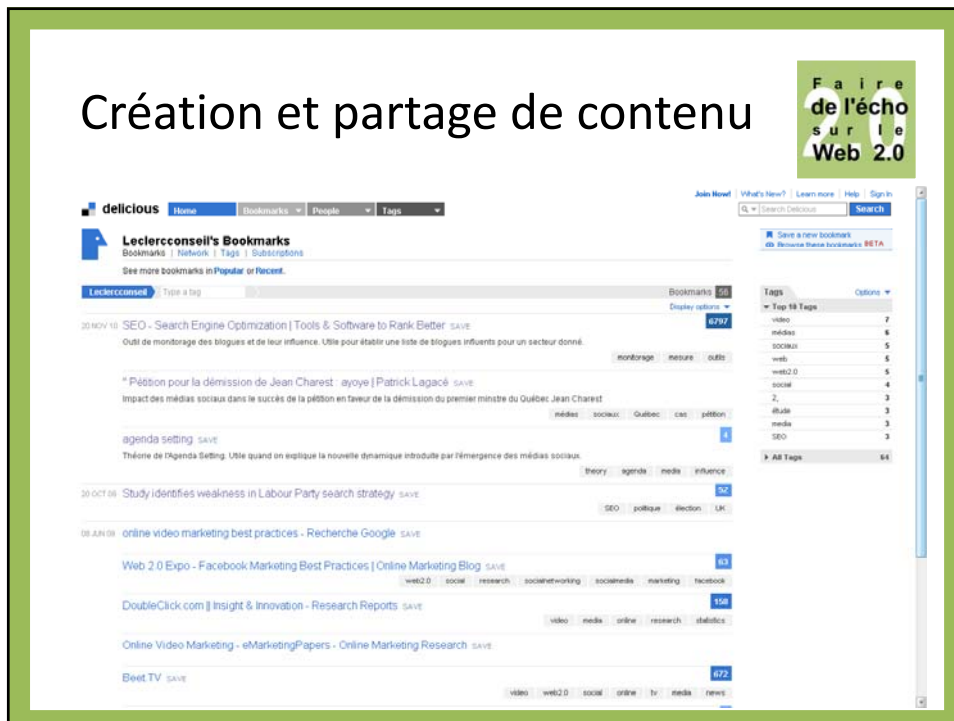 Création et partage de contenu
Faire
de l'écho
sur le
Web 2.0
2.0
Join Now! What's New? Learn more Help Sign In
delicious Home Bookmarks People Tags
Search Delicious Search
Leclercconseil's Bookmarks
Bookmarks | Network | Tags | Subscriptions
See more bookmarks in Popular or Recent.
Save a new bookmark
Browse these bookmarks BETA
Leclercconseil Type a tag Bookmarks 56
Display options
20 NOV 10 SEO - Search Engine Optimization | Tools & Software to Rank Better SAVE 6797
Outil de monitorage des blogues et de leur influence. Utile pour établir une liste de blogues influents pour un secteur donné.
monitorage mesure outils
" Pétition pour la démission de Jean Charest : ayoye | Patrick Lagacé SAVE
Impact des médias sociaux dans le succès de la pétition en faveur de la démission du premier minstre du Québec Jean Charest
médias sociaux Québec cas pétition
agenda setting SAVE 4
Théorie de l'Agenda Setting. Utile quand on explique la nouvelle dynamique introduite par l'émergence des médias sociaux.
theory agenda media influence
20 OCT 09 Study identifies weakness in Labour Party search strategy SAVE 52
SEO politique élection UK
08 JUN 09 online video marketing best practices - Recherche Google SAVE
Web 2.0 Expo - Facebook Marketing Best Practices | Online Marketing Blog SAVE 63
web2.0 social research socialnetworking socialmedia marketing facebook
DoubleClick.com || Insight & Innovation - Research Reports SAVE 158
video media online research statistics
Online Video Marketing - eMarketingPapers - Online Marketing Research SAVE
Beet.TV SAVE 672
video web2.0 social online tv media news
Tags Options
Top 10 Tags
video 7
médias 6
sociaux 5
web 5
web2.0 5
social 4
2, 3
étude 3
media 3
SEO 3
All Tags 64